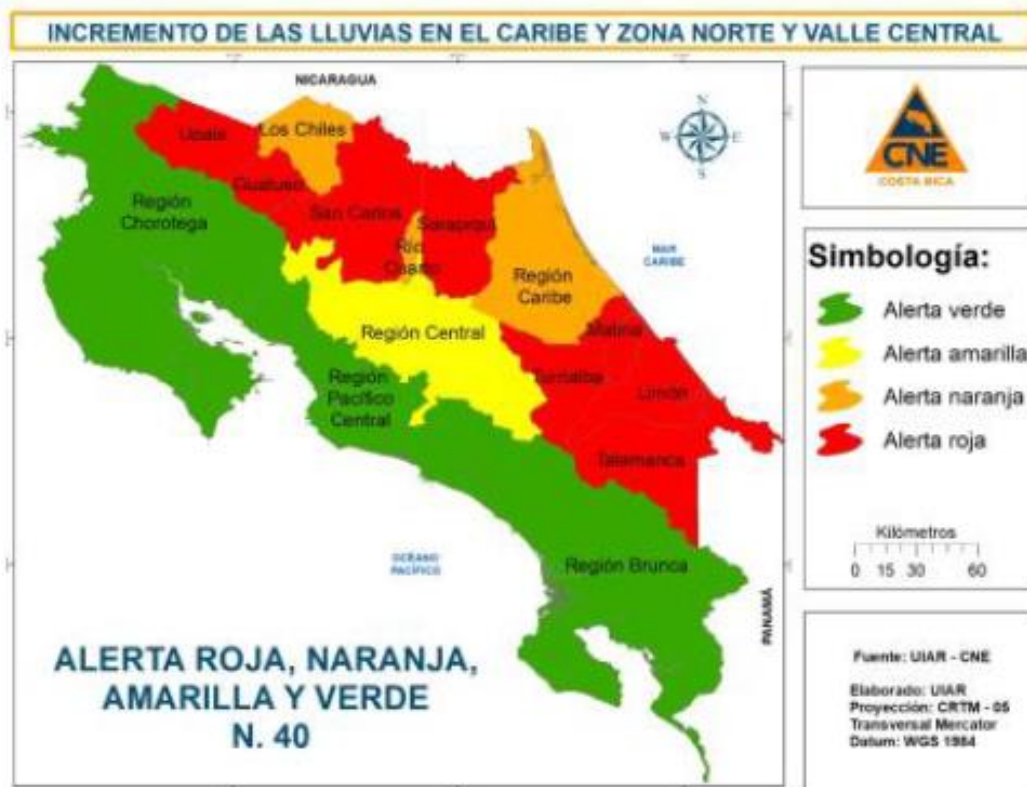 INCREMENTO DE LAS LLUVIAS EN EL CARIBE Y ZONA NORTE Y VALLE CENTRAL
NICARAGUA
N
W E
S
Upala
Los Chiles
Guatuso
San Carlos
Sarapiquí
Río
Cuarto
Región
Chorotega
MAR
CARIBE
Región
Caribe
Región Central
Matina
Turrialba
Limón
Región
Pacífico
Central
Talamanca
OCÉANO
PACÍFICO
Región Brunca
PANAMÁ
ALERTA ROJA, NARANJA,
AMARILLA Y VERDE
N. 40
CNE
COSTA RICA
Simbología:
Alerta verde
Alerta amarilla
Alerta naranja
Alerta roja
Kilómetros
0 15 30 60
Fuente: UIAR - CNE
Elaborado: UIAR
Proyección: CRTM - 05
Transversal Mercator
Datum: WGS 1984